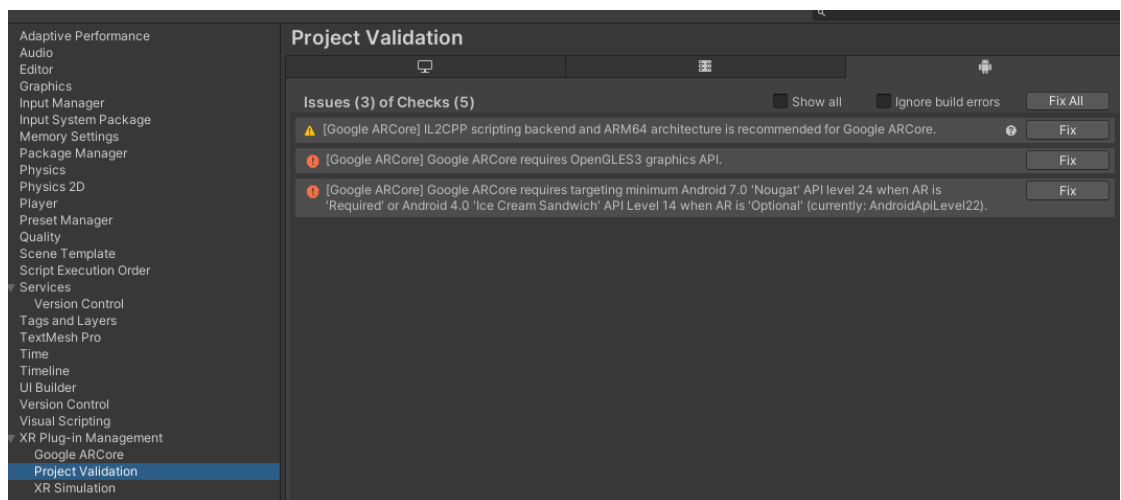 Adaptive Performance
Audio
Editor
Graphics
Input Manager
Input System Package
Memory Settings
Package Manager
Physics
Physics 2D
Player
Preset Manager
Quality
Scene Template
Script Execution Order
Services
Version Control
Tags and Layers
TextMesh Pro
Time
Timeline
UI Builder
Version Control
Visual Scripting
XR Plug-in Management
Google ARCore
Project Validation
XR Simulation
Project Validation
Issues (3) of Checks (5)
Show all
Ignore build errors
Fix All
[Google ARCore] IL2CPP scripting backend and ARM64 architecture is recommended for Google ARCore.
Fix
[Google ARCore] Google ARCore requires OpenGLES3 graphics API.
Fix
[Google ARCore] Google ARCore requires targeting minimum Android 7.0 'Nougat' API level 24 when AR is
'Required' or Android 4.0 'Ice Cream Sandwich' API Level 14 when AR is 'Optional' (currently: AndroidApiLevel22).
Fix